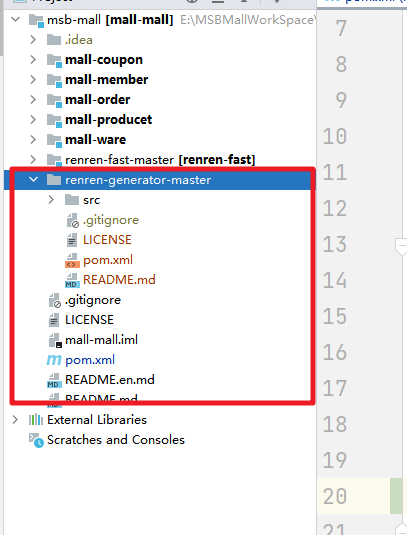 msb-mall [mall-mall] E:\MSBMallWorkSpace\
.idea
mall-coupon
mall-member
mall-order
mall-producet
mall-ware
renren-fast-master [renren-fast]
renren-generator-master
src
.gitignore
LICENSE
pom.xml
README.md
.gitignore
LICENSE
mall-mall.iml
pom.xml
README.en.md
README.md
External Libraries
Scratches and Consoles
7
8
9
10
11
12
13
14
15
16
17
18
19
20
21